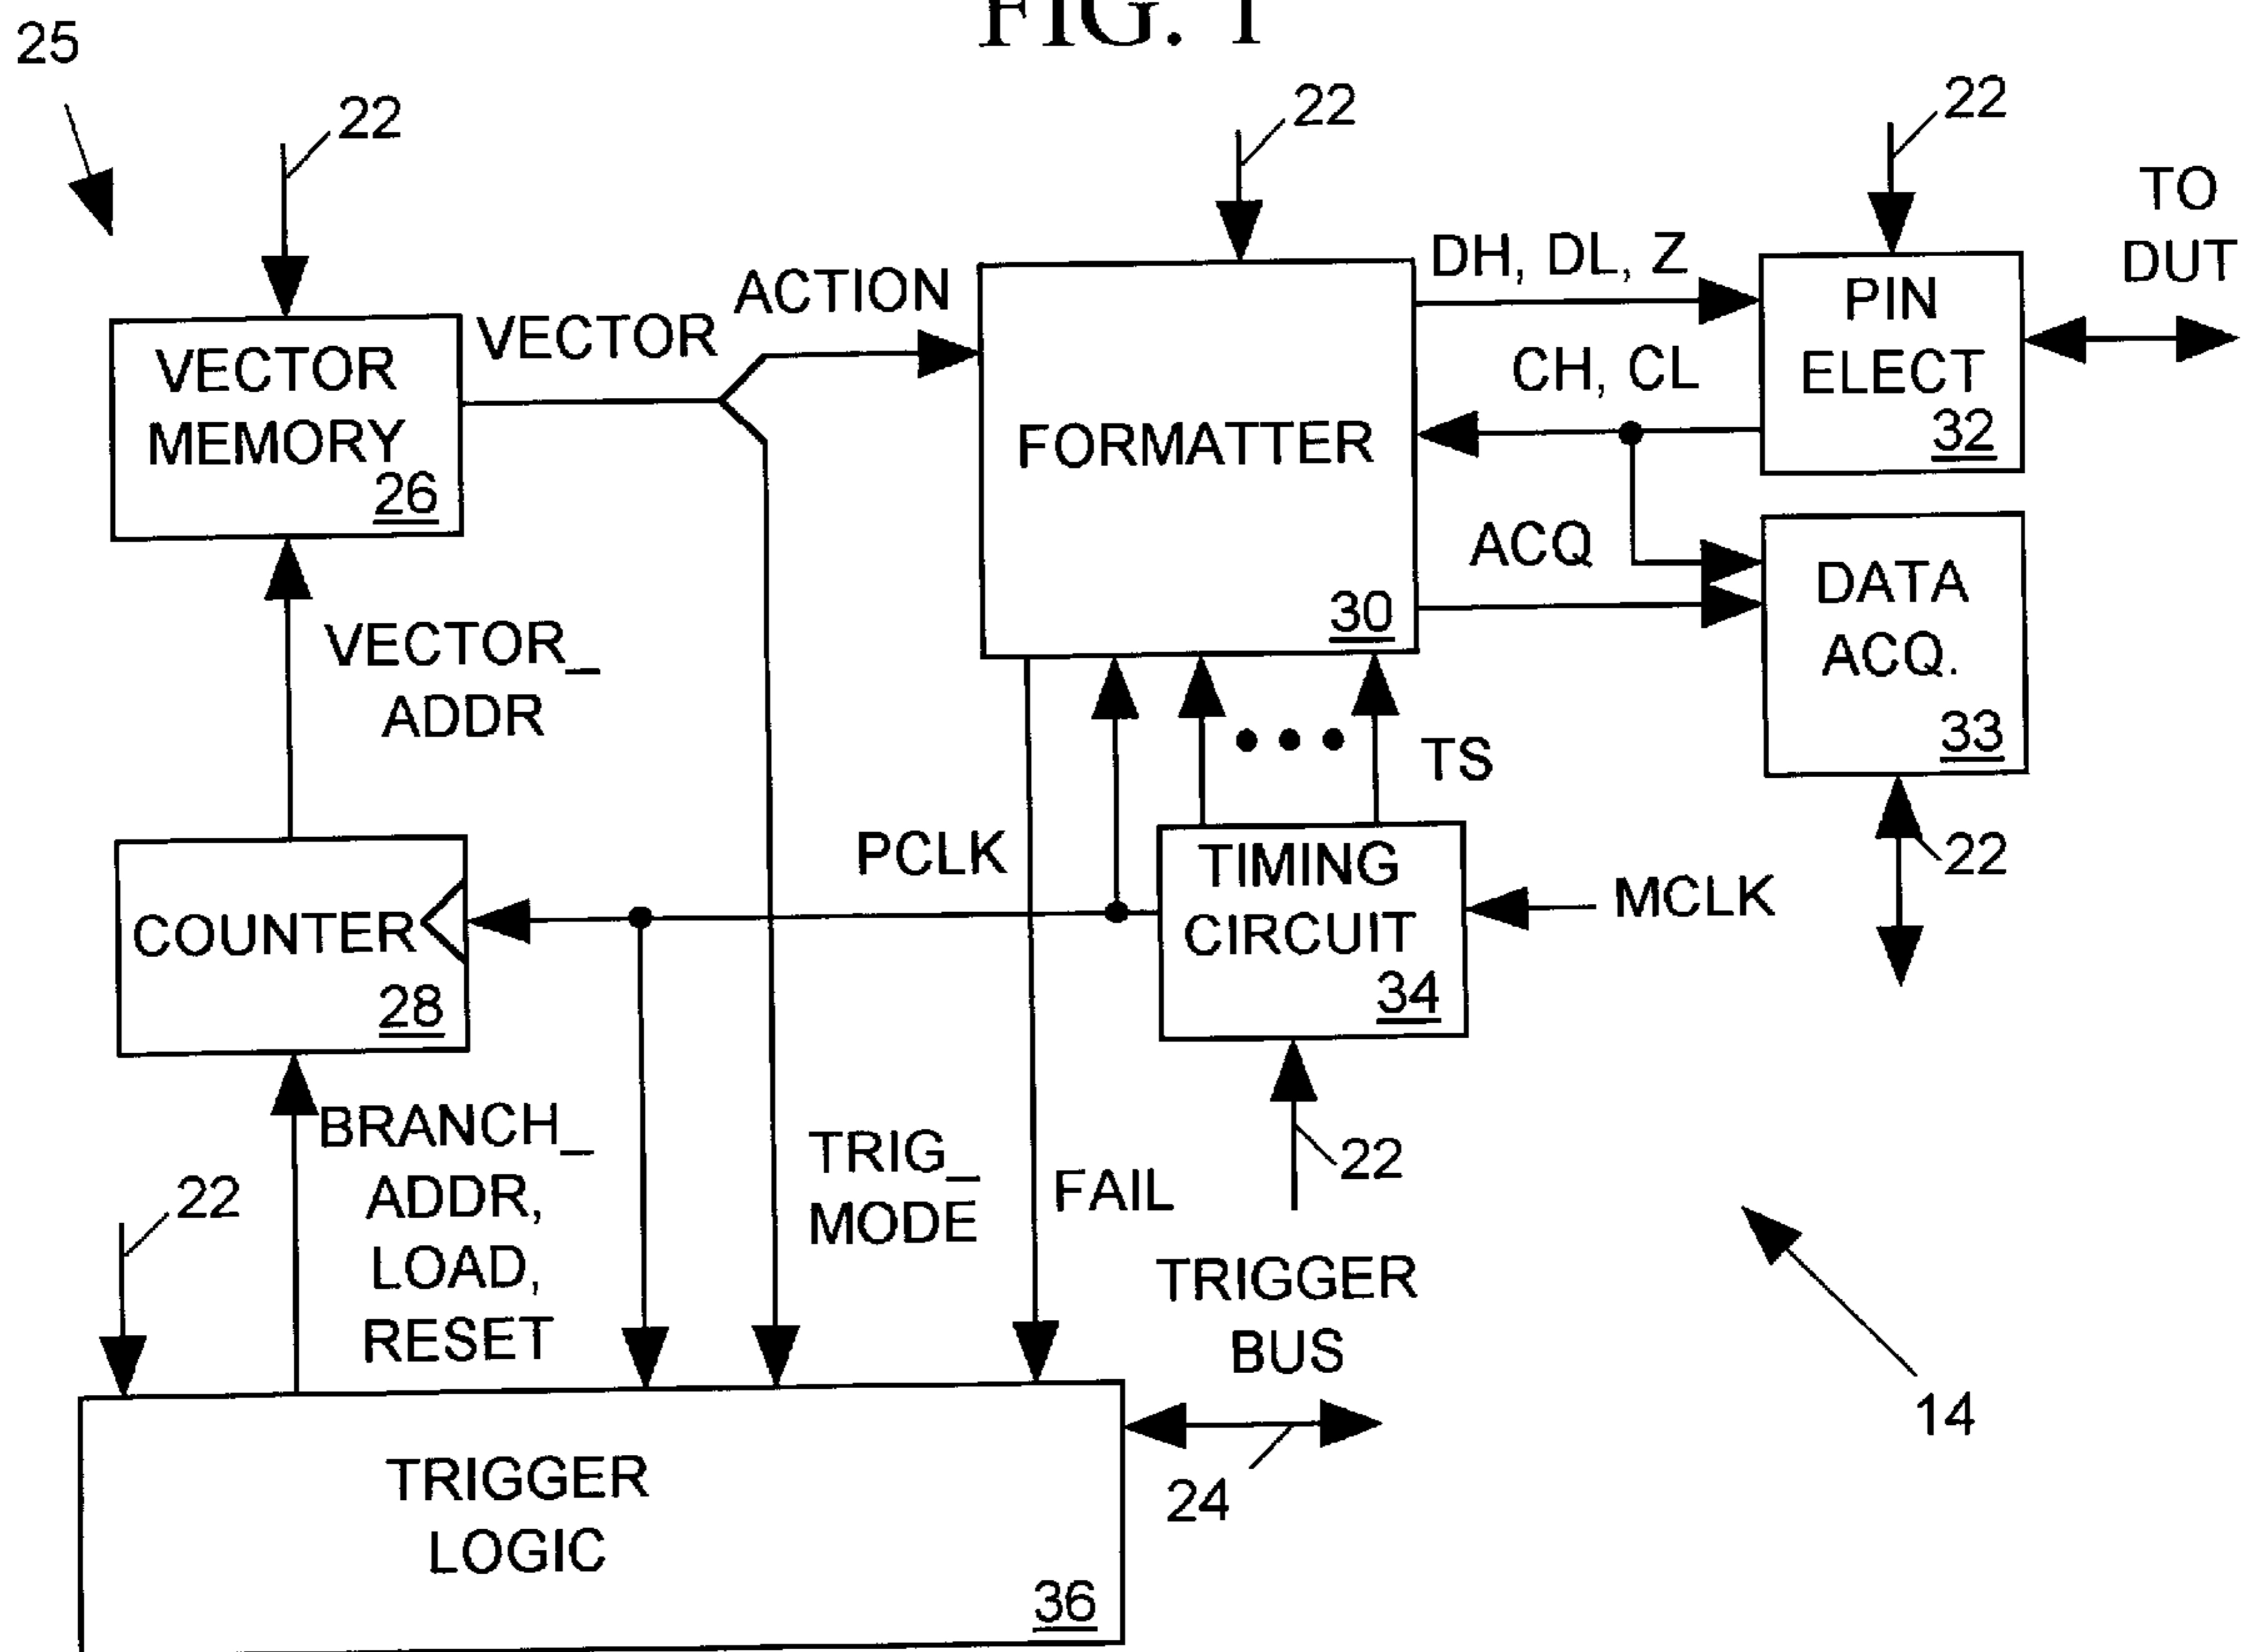 FIG. 1
25
22
22
22
TO
DUT
DH, DL, Z
PIN
ELECT
32
ACTION
VECTOR
VECTOR
MEMORY
26
CH, CL
FORMATTER
30
ACQ
DATA
ACQ.
33
VECTOR_
ADDR
TS
PCLK
TIMING
CIRCUIT
34
MCLK
22
COUNTER
28
BRANCH_
ADDR,
LOAD,
RESET
22
TRIG_
MODE
FAIL
22
TRIGGER
BUS
24
14
TRIGGER
LOGIC
36